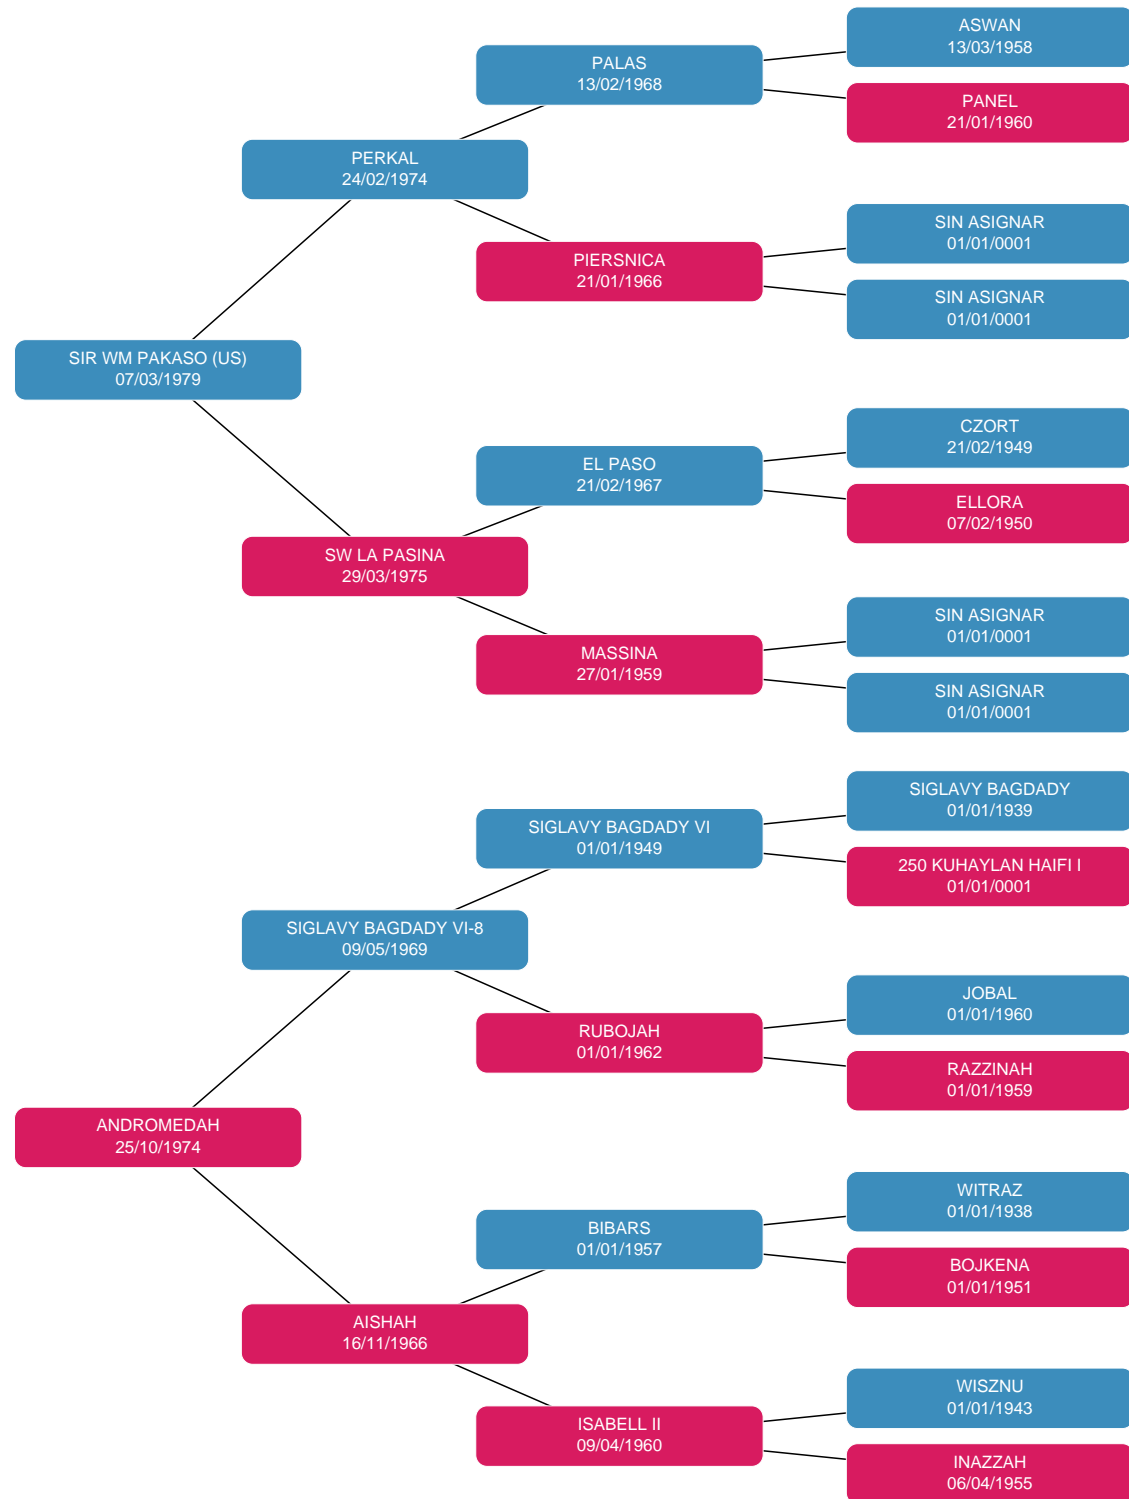 ASWAN
13/03/1958
PALAS
13/02/1968
PANEL
21/01/1960
PERKAL
24/02/1974
SIN ASIGNAR
01/01/0001
PIERSNICA
21/01/1966
SIN ASIGNAR
01/01/0001
SIR WM PAKASO (US)
07/03/1979
CZORT
21/02/1949
EL PASO
21/02/1967
ELLORA
07/02/1950
SW LA PASINA
29/03/1975
SIN ASIGNAR
01/01/0001
MASSINA
27/01/1959
SIN ASIGNAR
01/01/0001
SIGLAVY BAGDADY
01/01/1939
SIGLAVY BAGDADY VI
01/01/1949
250 KUHAYLAN HAIFI I
01/01/0001
SIGLAVY BAGDADY VI-8
09/05/1969
JOBAL
01/01/1960
RUBOJAH
01/01/1962
RAZZINAH
01/01/1959
ANDROMEDAH
25/10/1974
WITRAZ
01/01/1938
BIBARS
01/01/1957
BOJKENA
01/01/1951
AISHAH
16/11/1966
WISZNU
01/01/1943
ISABELL II
09/04/1960
INAZZAH
06/04/1955